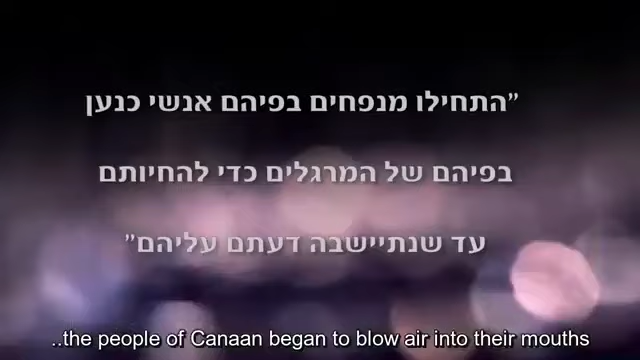 "התחילו מנפחים בפיהם אנשי כנען
בפיהם של המרגלים כדי להחיותם
עד שנתיישבה דעתם עליהם"
..the people of Canaan began to blow air into their mouths